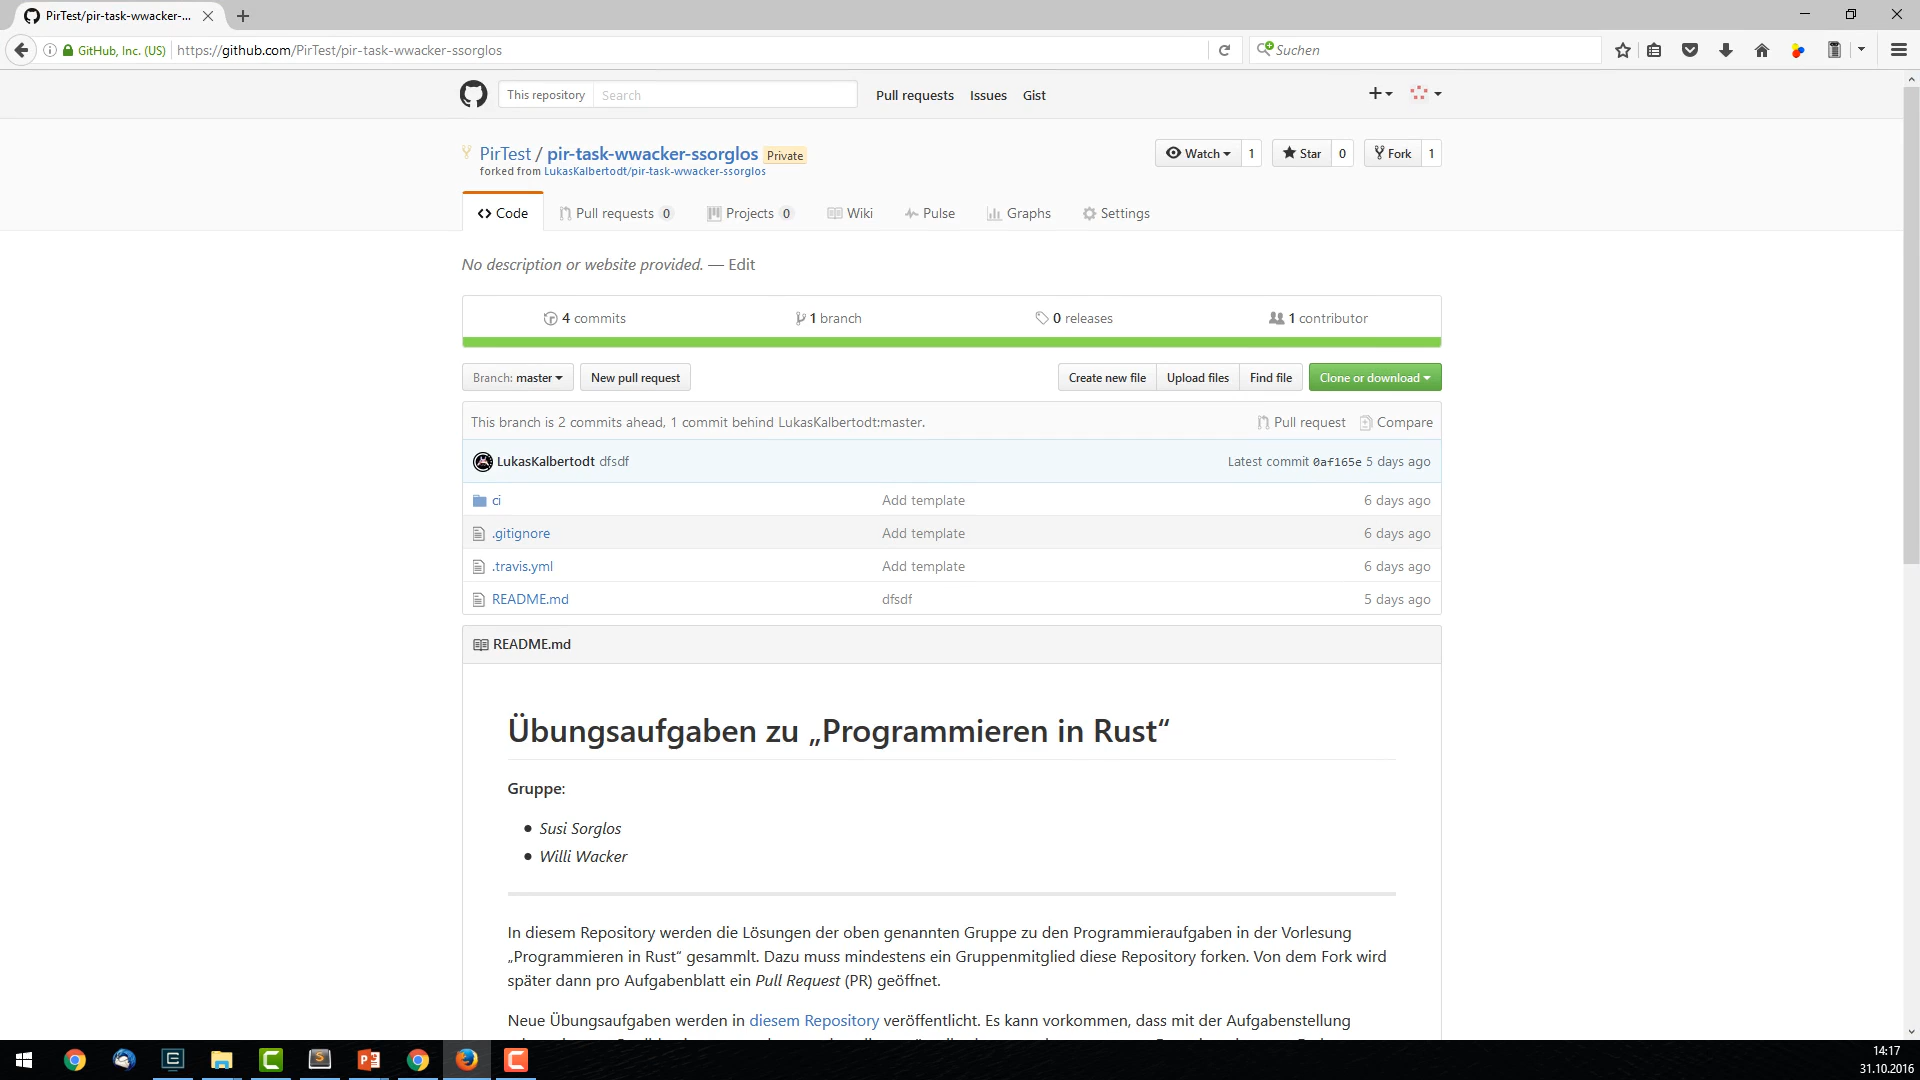 PirTest/pir-task-wwacker-...
GitHub, Inc. (US) https://github.com/PirTest/pir-task-wwacker-ssorglos Suchen
This repository Search Pull requests Issues Gist
PirTest / pir-task-wwacker-ssorglos Private Watch 1 Star 0 Fork 1
forked from LukasKalbertodt/pir-task-wwacker-ssorglos
Code Pull requests 0 Projects 0 Wiki Pulse Graphs Settings
No description or website provided. — Edit
4 commits 1 branch 0 releases 1 contributor
Branch: master New pull request Create new file Upload files Find file Clone or download
This branch is 2 commits ahead, 1 commit behind LukasKalbertodt:master. Pull request Compare
LukasKalbertodt dfsdf Latest commit 0af165e 5 days ago
ci Add template 6 days ago
.gitignore Add template 6 days ago
.travis.yml Add template 6 days ago
README.md dfsdf 5 days ago
README.md
Übungsaufgaben zu „Programmieren in Rust“
Gruppe:
• Susi Sorglos
• Willi Wacker
In diesem Repository werden die Lösungen der oben genannten Gruppe zu den Programmieraufgaben in der Vorlesung
„Programmieren in Rust“ gesammlt. Dazu muss mindestens ein Gruppenmitglied diese Repository forken. Von dem Fork wird
später dann pro Aufgabenblatt ein Pull Request (PR) geöffnet.
Neue Übungsaufgaben werden in diesem Repository veröffentlicht. Es kann vorkommen, dass mit der Aufgabenstellung
14:17
31.10.2016